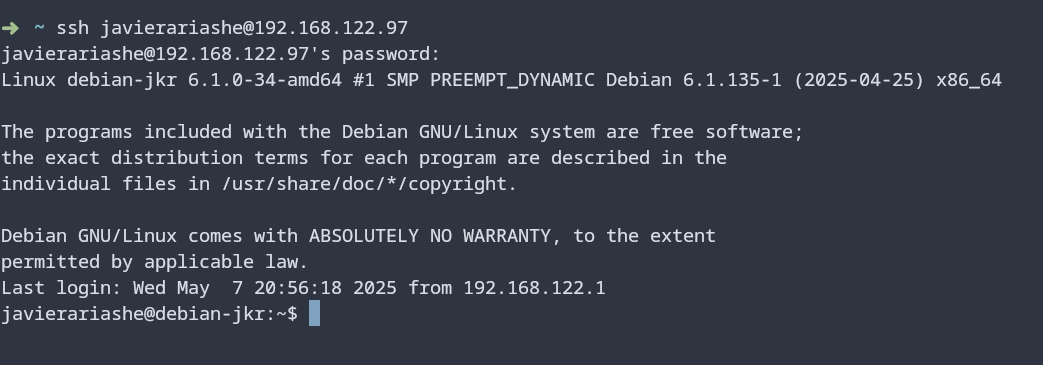 ➜ ~ ssh javierariashe@192.168.122.97
javierariashe@192.168.122.97's password:
Linux debian-jkr 6.1.0-34-amd64 #1 SMP PREEMPT_DYNAMIC Debian 6.1.135-1 (2025-04-25) x86_64
The programs included with the Debian GNU/Linux system are free software;
the exact distribution terms for each program are described in the
individual files in /usr/share/doc/*/copyright.
Debian GNU/Linux comes with ABSOLUTELY NO WARRANTY, to the extent
permitted by applicable law.
Last login: Wed May  7 20:56:18 2025 from 192.168.122.1
javierariashe@debian-jkr:~$